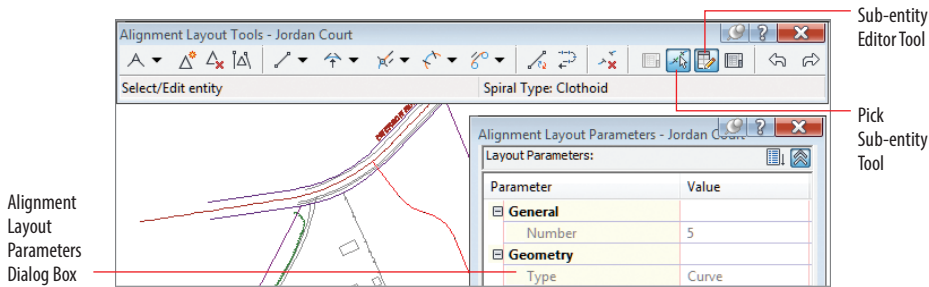 Sub-entity
Editor Tool
Alignment Layout Tools - Jordan Court
Select/Edit entity
Spiral Type: Clothoid
Pick
Sub-entity
Tool
Alignment Layout Parameters - Jordan Court
Layout Parameters:
Parameter
Value
General
Number
5
Geometry
Type
Curve
Alignment
Layout
Parameters
Dialog Box